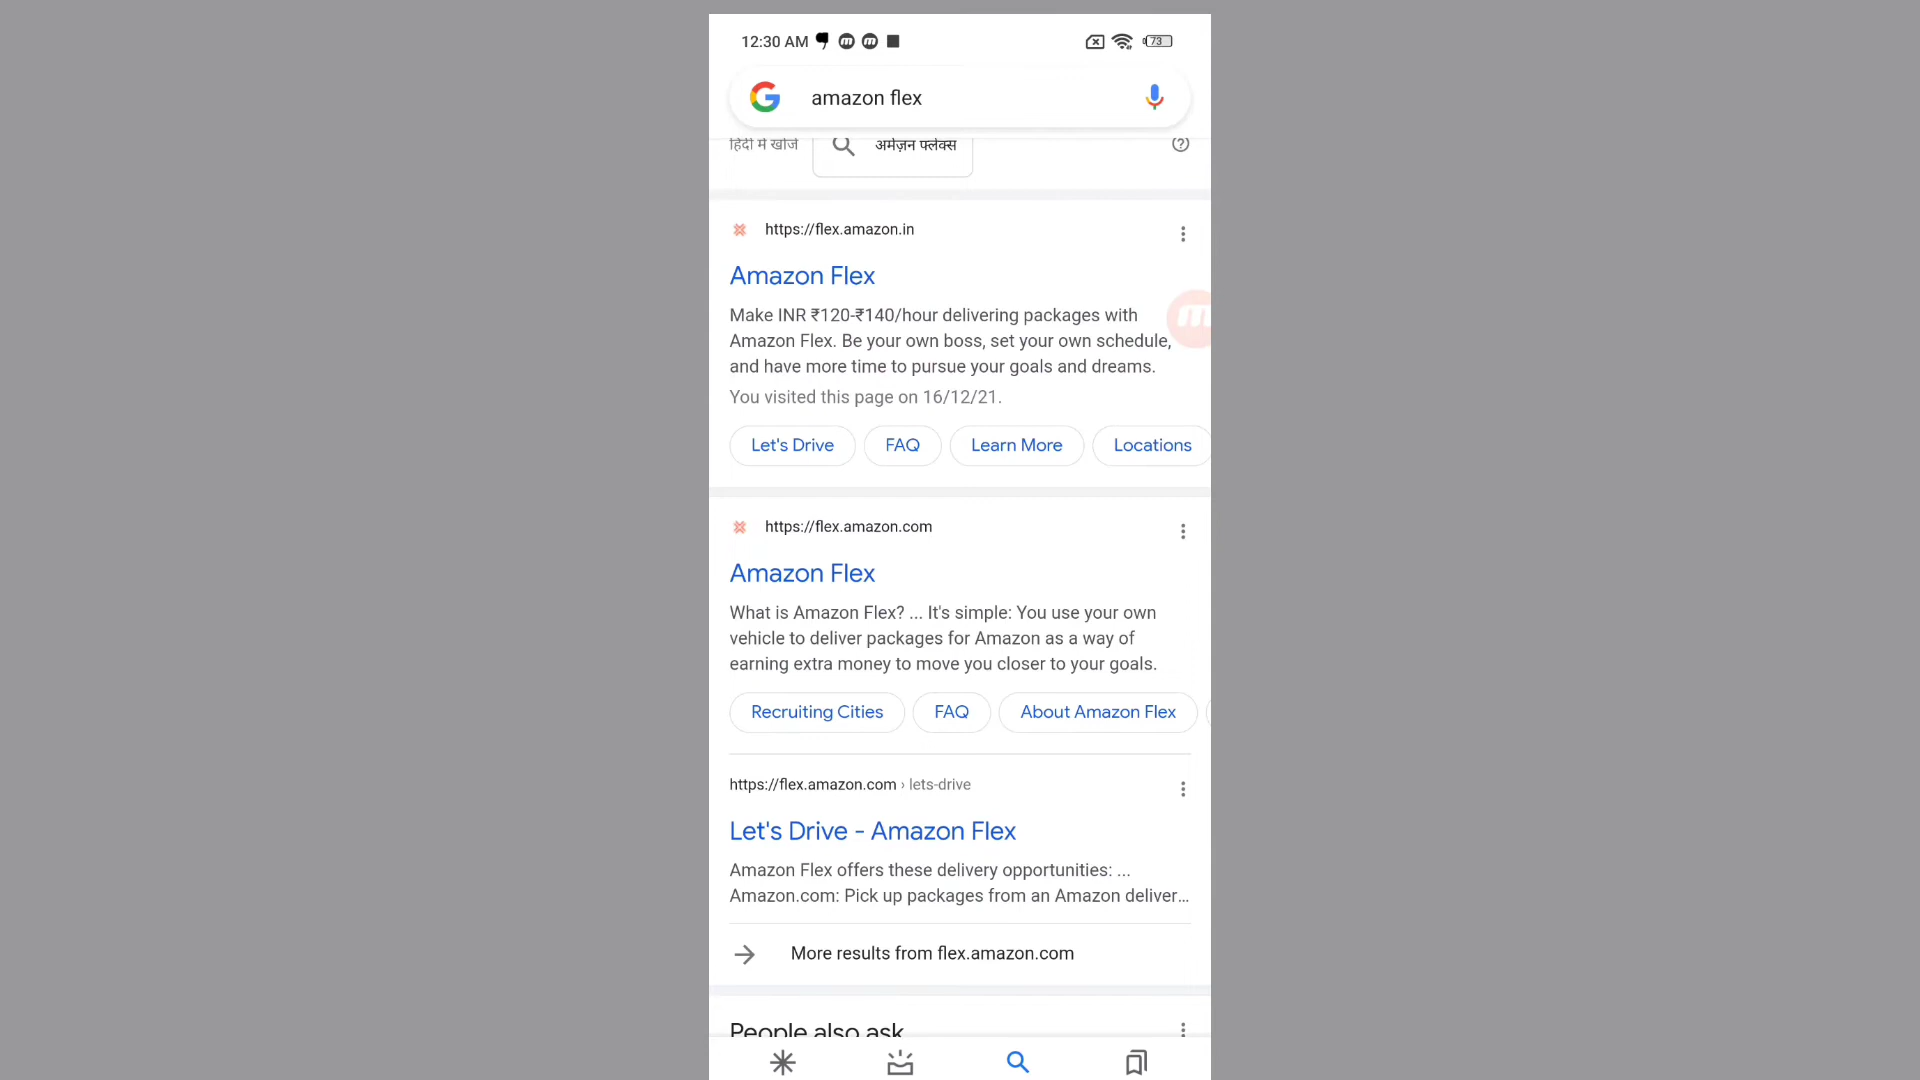 12:30 AM
73
amazon flex
हिंदी में खोजें
अमेज़न फ्लेक्स
https://flex.amazon.in
Amazon Flex
Make INR ₹120-₹140/hour delivering packages with
Amazon Flex. Be your own boss, set your own schedule,
and have more time to pursue your goals and dreams.
You visited this page on 16/12/21.
Let's Drive
FAQ
Learn More
Locations
https://flex.amazon.com
Amazon Flex
What is Amazon Flex? ... It's simple: You use your own
vehicle to deliver packages for Amazon as a way of
earning extra money to move you closer to your goals.
Recruiting Cities
FAQ
About Amazon Flex
https://flex.amazon.com › lets-drive
Let's Drive - Amazon Flex
Amazon Flex offers these delivery opportunities: ...
Amazon.com: Pick up packages from an Amazon deliver...
More results from flex.amazon.com
People also ask